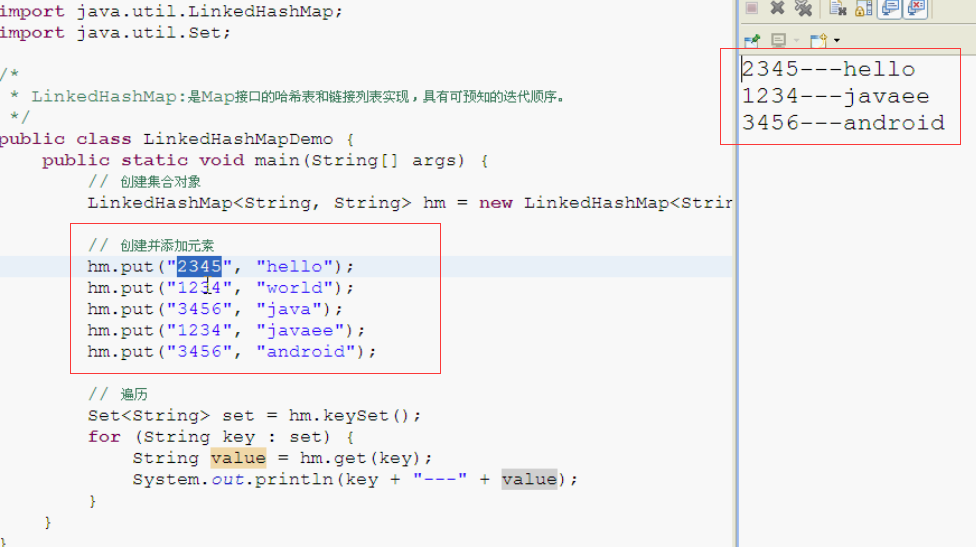 import java.util.LinkedHashMap;
import java.util.Set;
/*
* LinkedHashMap:是Map接口的哈希表和链接列表实现,具有可预知的迭代顺序。
*/
public class LinkedHashMapDemo {
public static void main(String[] args) {
// 创建集合对象
LinkedHashMap<String, String> hm = new LinkedHashMap<Strin
// 创建并添加元素
hm.put("2345", "hello");
hm.put("1234", "world");
hm.put("3456", "java");
hm.put("1234", "javaee");
hm.put("3456", "android");
// 遍历
Set<String> set = hm.keySet();
for (String key : set) {
String value = hm.get(key);
System.out.println(key + "---" + value);
}
}
}
2345---hello
1234---javaee
3456---android